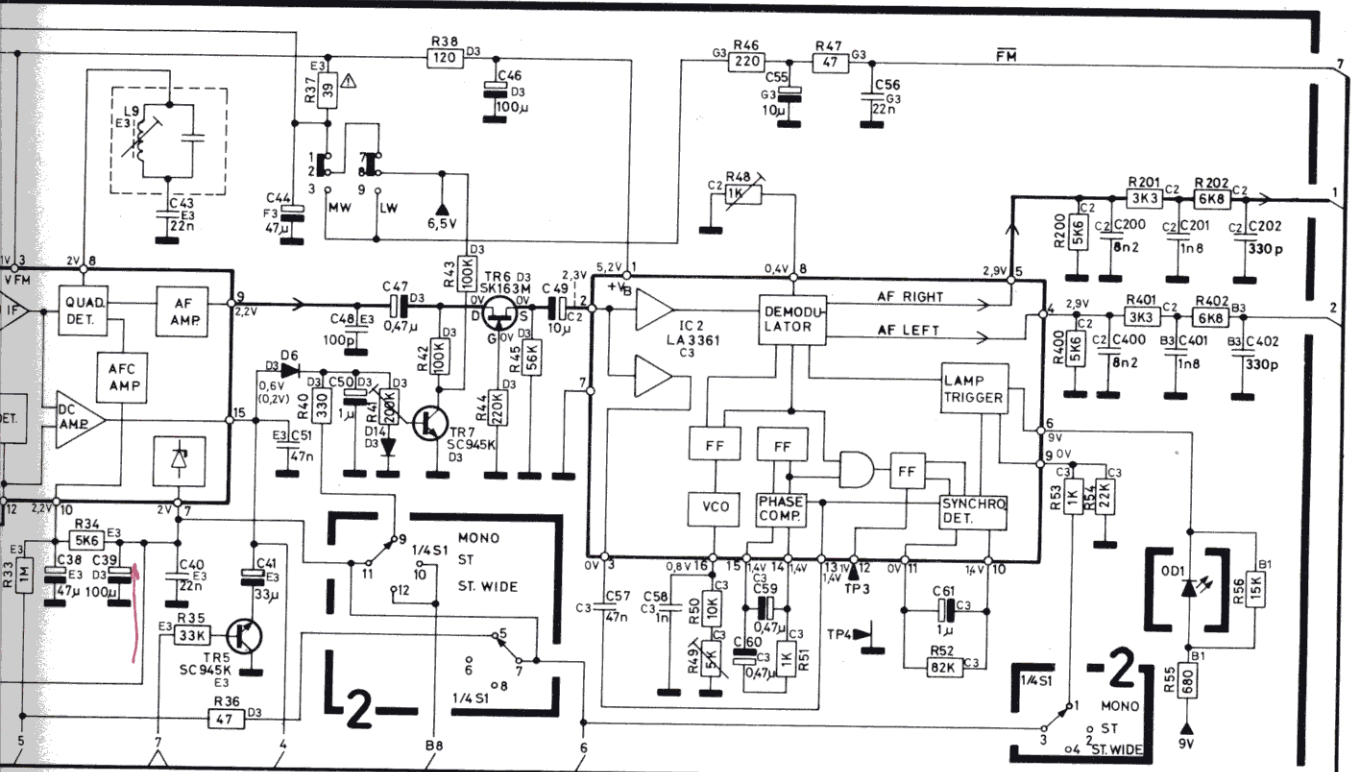 R38
120
D3
R46
G3
220
R47
47
G3
FM
7
E3
R37
39
C46
D3
100µ
C55
G3
10µ
C56
G3
22n
L9
E3
C43
E3
22n
1
2
3
MW
7
8
9
LW
6,5V
C44
F3
47µ
R48
C2
1K
R201
3K3
C2
R202
6K8
C2
1
R200
5K6
C2
C2
C200
8n2
C2
C201
1n8
C2
C202
330p
1V
3
V FM
2V
8
R43
100K
D3
TR6
D3
SK163M
0V
0V
D
S
G
0V
5,2V
1
+VB
0,4V
8
2,9V
5
IF
QUAD.
DET.
AF
AMP.
9
2,2V
C47
D3
0,47µ
C49
2,3V
C2
10µ
2
AF RIGHT
AF LEFT
DEMODU
LATOR
IC 2
LA3361
C3
4
2,9V
R401
3K3
C2
R402
6K8
B3
2
R400
5K6
C2
C2
C400
8n2
B3
C401
1n8
B3
C402
330p
C48
E3
100p
R42
100K
D3
R45
56K
D3
R44
220K
D3
AFC
AMP
DET.
DC
AMP.
15
D6
D3
0,6V
(0,2V)
R40
330
D3
C50
D3
1µ
R41
200K
D3
D14
D3
TR7
SC945K
D3
E3
C51
47n
7
LAMP
TRIGGER
6
9V
9
0V
FF
FF
FF
VCO
PHASE
COMP.
SYNCHRO
DET.
R53
1K
C3
R54
22K
C3
12
2,2V
10
2V
7
R34
5K6
E3
R33
1M
E3
C38
E3
47µ
C39
D3
100µ
C40
E3
22n
C41
E3
33µ
R35
E3
33K
TR5
SC945K
E3
R36
47
D3
9
11
1/4S1
10
12
MONO
ST
ST. WIDE
5
6
7
8
1/4 S1
2
0V
3
0,8V
16
15
1,4V
14
1,4V
13
1,4V
1V
12
TP3
0V
11
1,4V
10
C57
C3
47n
C58
C3
1n
R50
10K
C3
R49
5K
C3
C59
C3
0,47µ
C60
C3
0,47µ
R51
1K
C3
TP4
C61
C3
1µ
R52
82K
C3
OD1
R56
15K
B1
R55
680
B1
9V
2
1/4S1
1
MONO
3
2
ST
4
ST. WIDE
5
7
4
B8
6